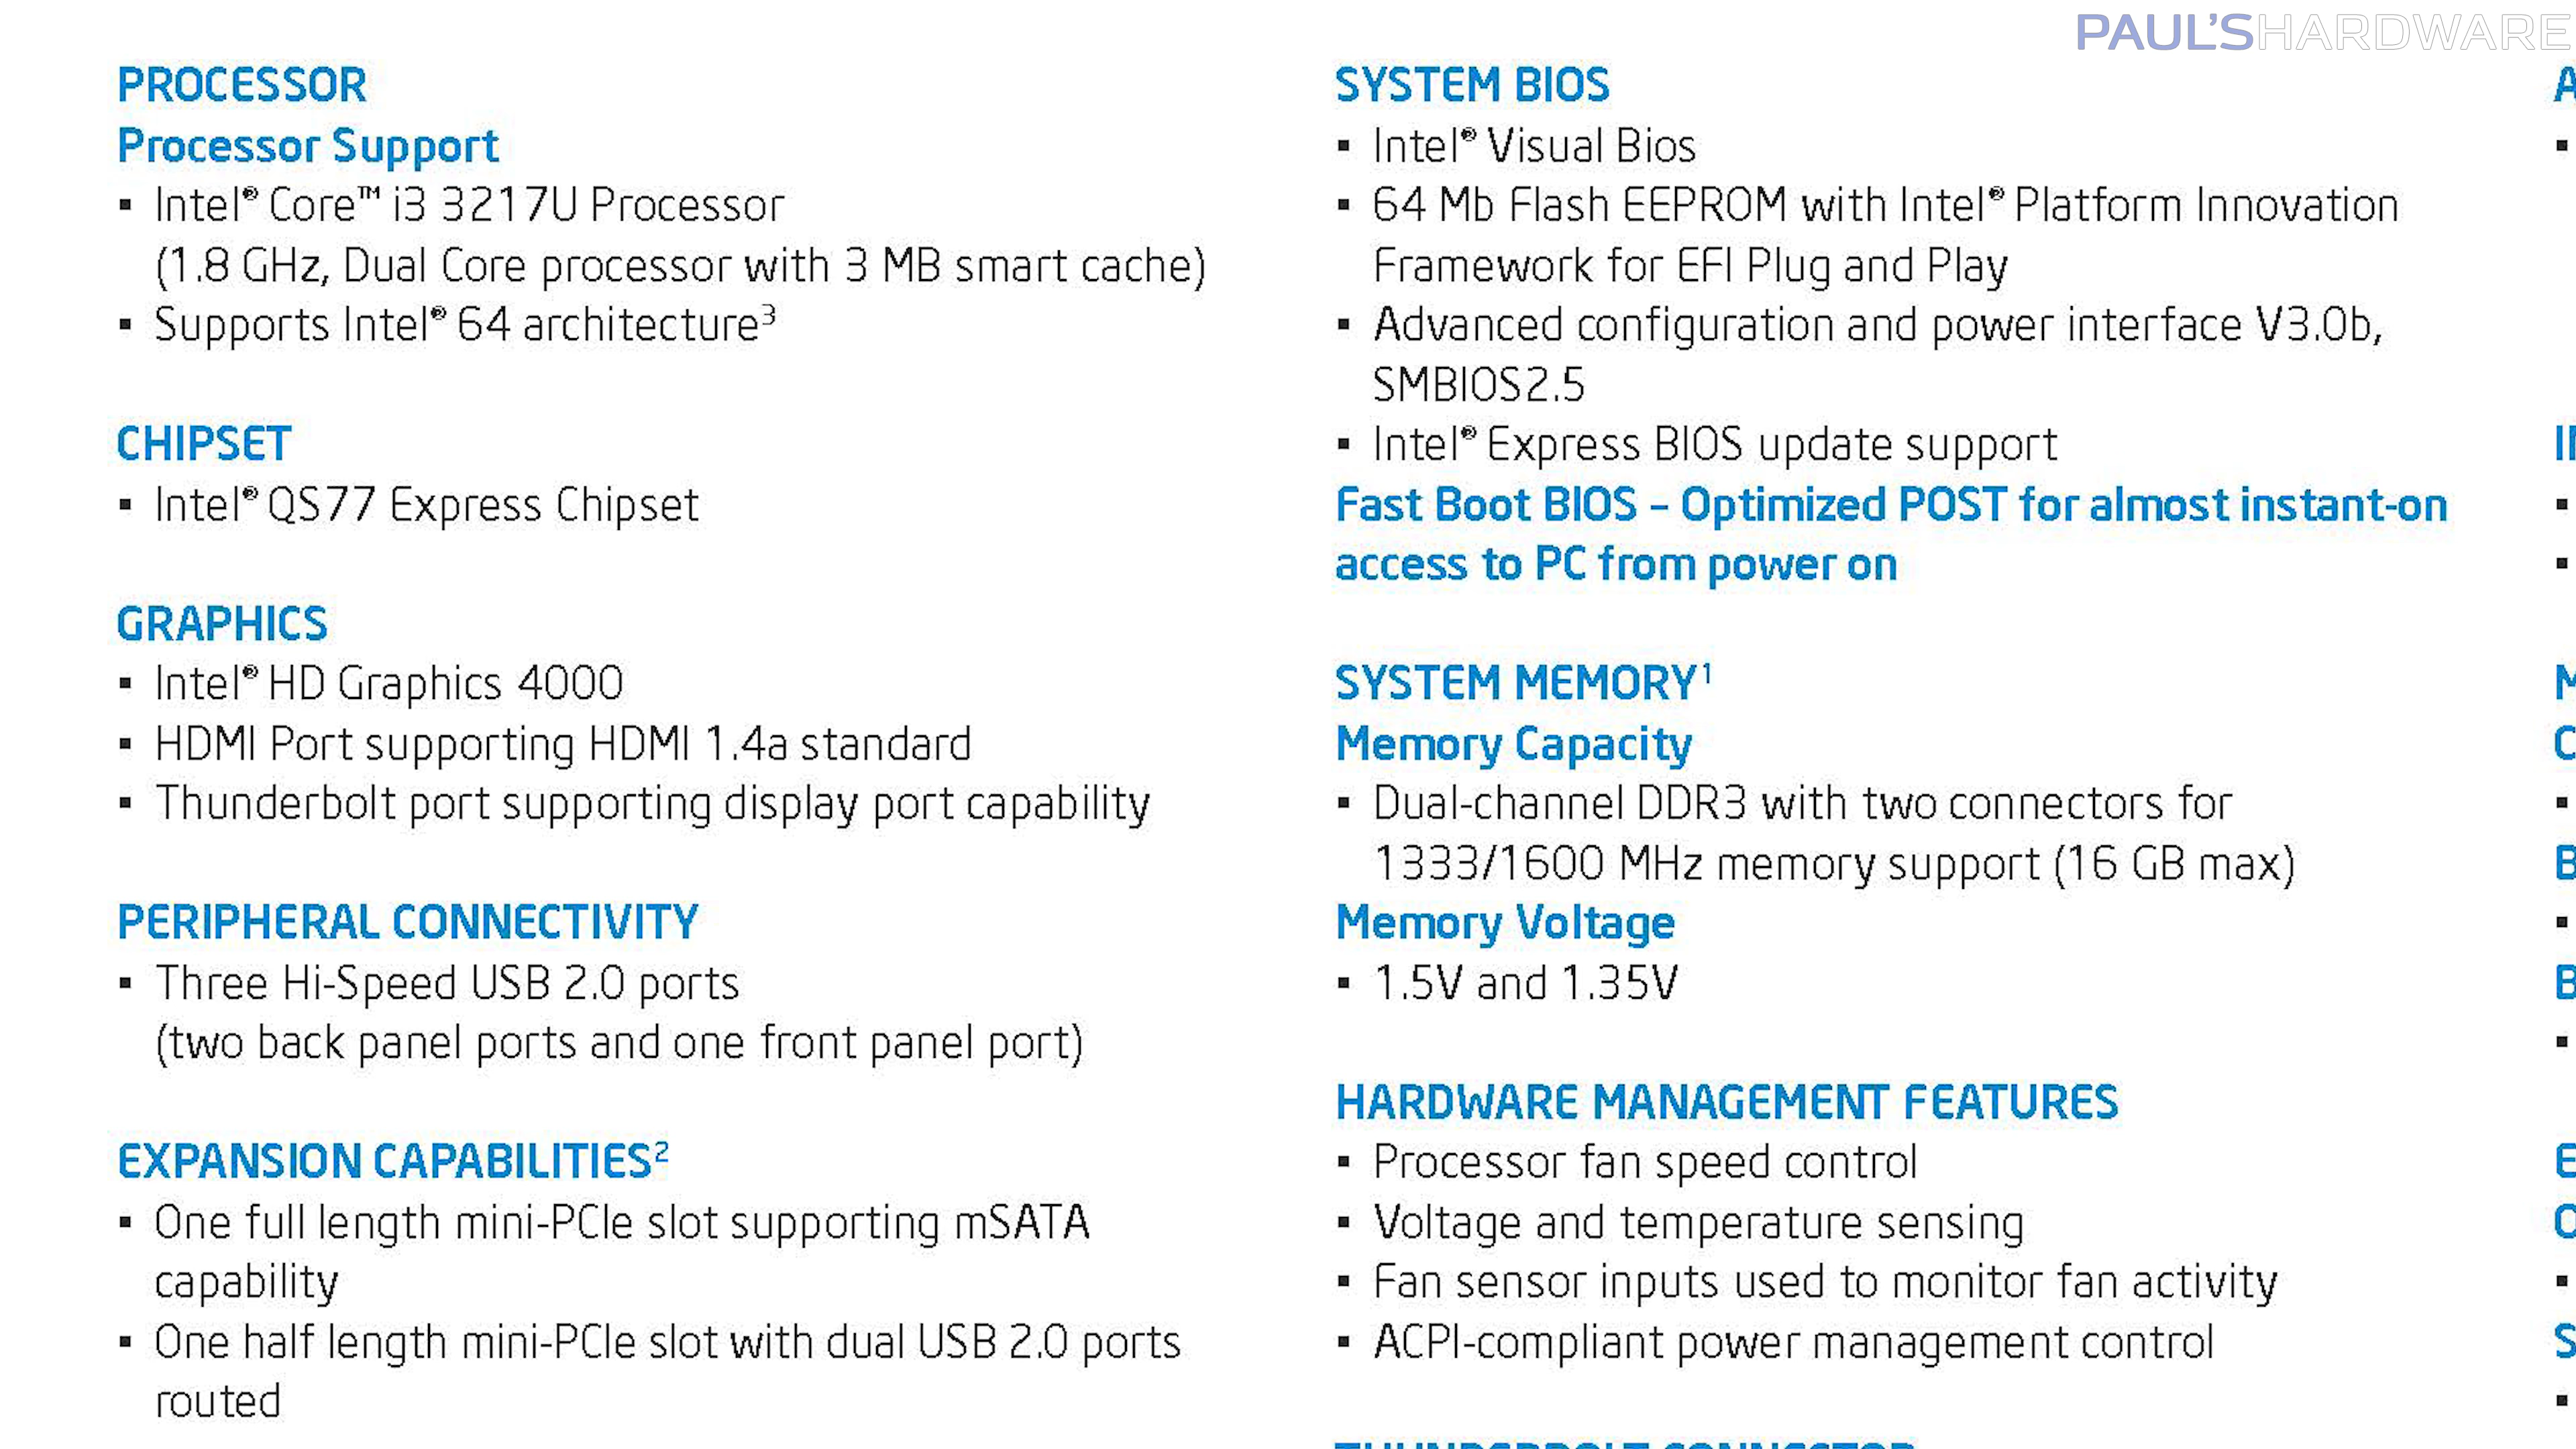 PAUL'SHARDWARE
PROCESSOR
Processor Support
▪ Intel® Core™ i3 3217U Processor
(1.8 GHz, Dual Core processor with 3 MB smart cache)
▪ Supports Intel® 64 architecture³
CHIPSET
▪ Intel® QS77 Express Chipset
GRAPHICS
▪ Intel® HD Graphics 4000
▪ HDMI Port supporting HDMI 1.4a standard
▪ Thunderbolt port supporting display port capability
PERIPHERAL CONNECTIVITY
▪ Three Hi-Speed USB 2.0 ports
(two back panel ports and one front panel port)
EXPANSION CAPABILITIES²
▪ One full length mini-PCIe slot supporting mSATA
capability
▪ One half length mini-PCIe slot with dual USB 2.0 ports
routed
SYSTEM BIOS
▪ Intel® Visual Bios
▪ 64 Mb Flash EEPROM with Intel® Platform Innovation
Framework for EFI Plug and Play
▪ Advanced configuration and power interface V3.0b,
SMBIOS2.5
▪ Intel® Express BIOS update support
Fast Boot BIOS – Optimized POST for almost instant-on
access to PC from power on
SYSTEM MEMORY¹
Memory Capacity
▪ Dual-channel DDR3 with two connectors for
1333/1600 MHz memory support (16 GB max)
Memory Voltage
▪ 1.5V and 1.35V
HARDWARE MANAGEMENT FEATURES
▪ Processor fan speed control
▪ Voltage and temperature sensing
▪ Fan sensor inputs used to monitor fan activity
▪ ACPI-compliant power management control